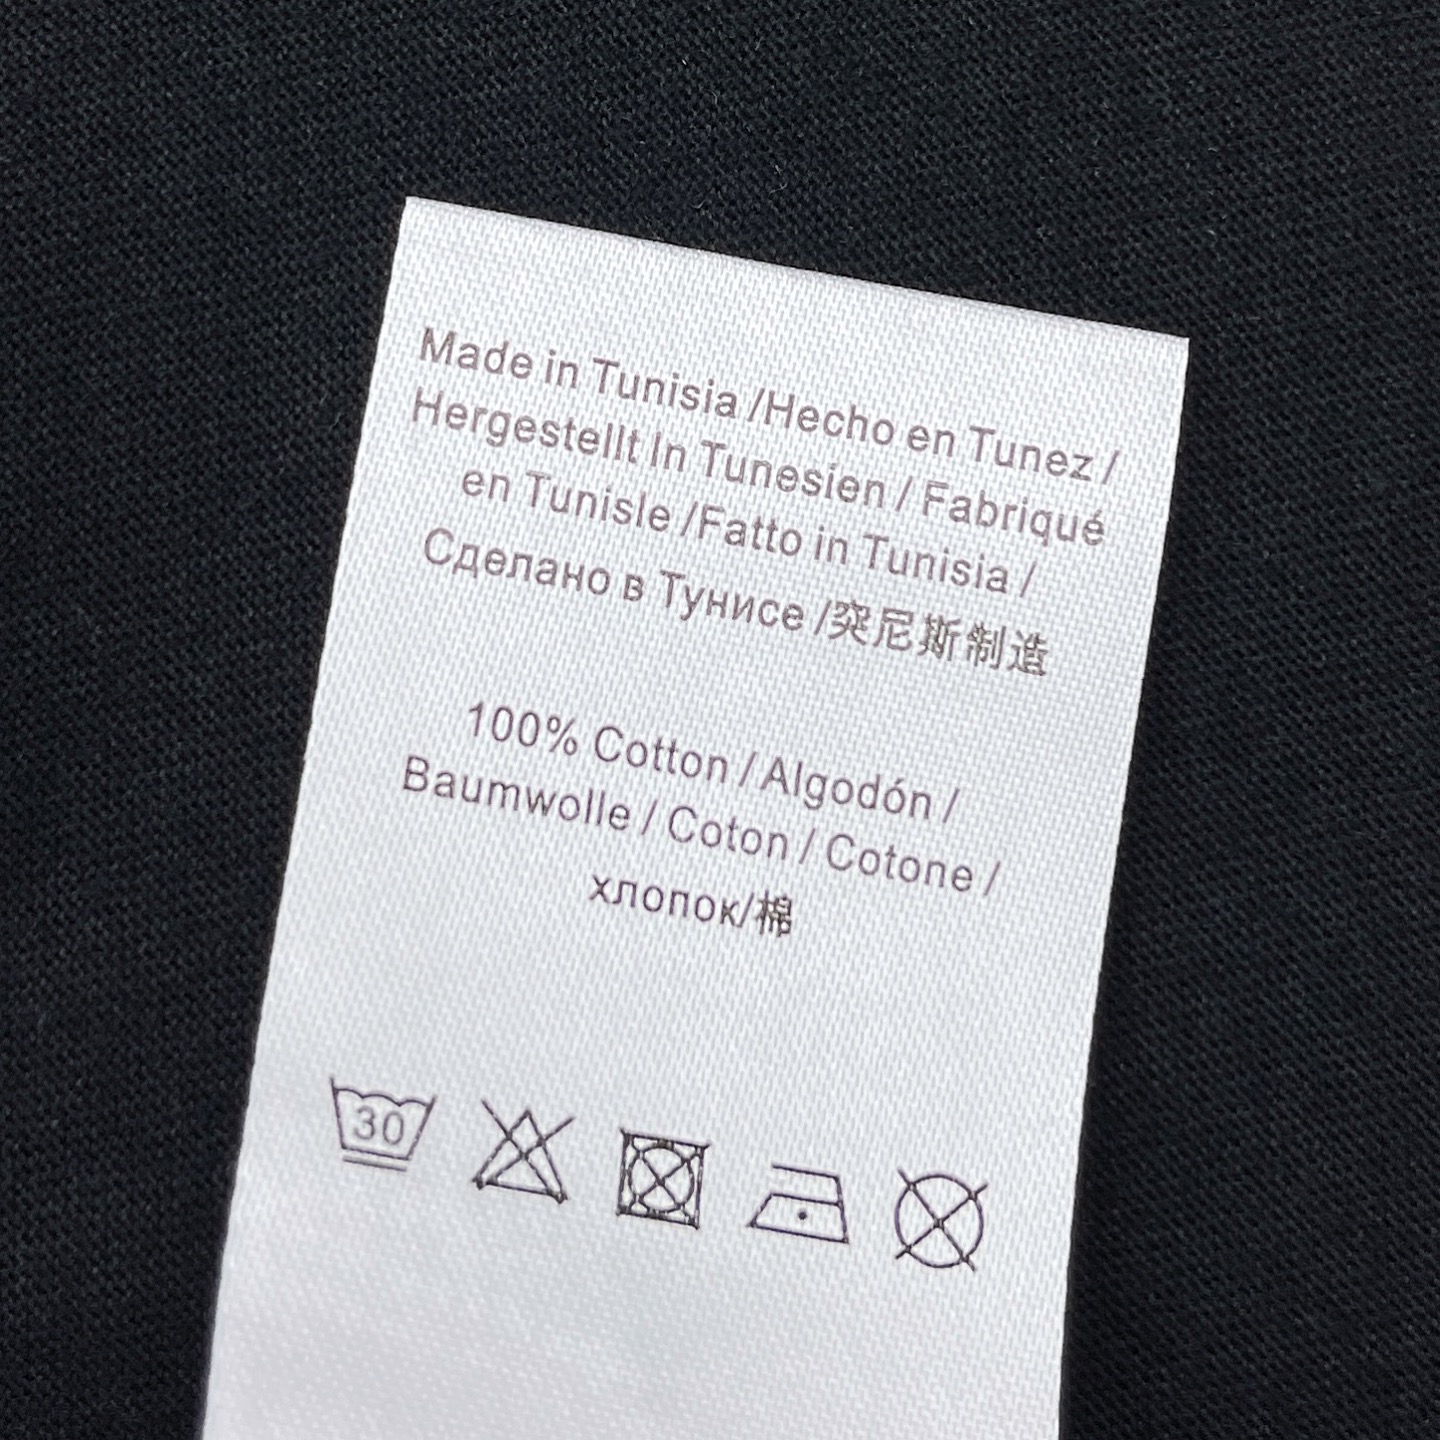 Made in Tunisia /Hecho en Tunez /
Hergestellt In Tunesien / Fabriqué
en Tunisle /Fatto in Tunisia /
Сделано в Тунисе /突尼斯制造
100% Cotton / Algodón /
Baumwolle / Coton / Cotone /
хлопок/棉
30